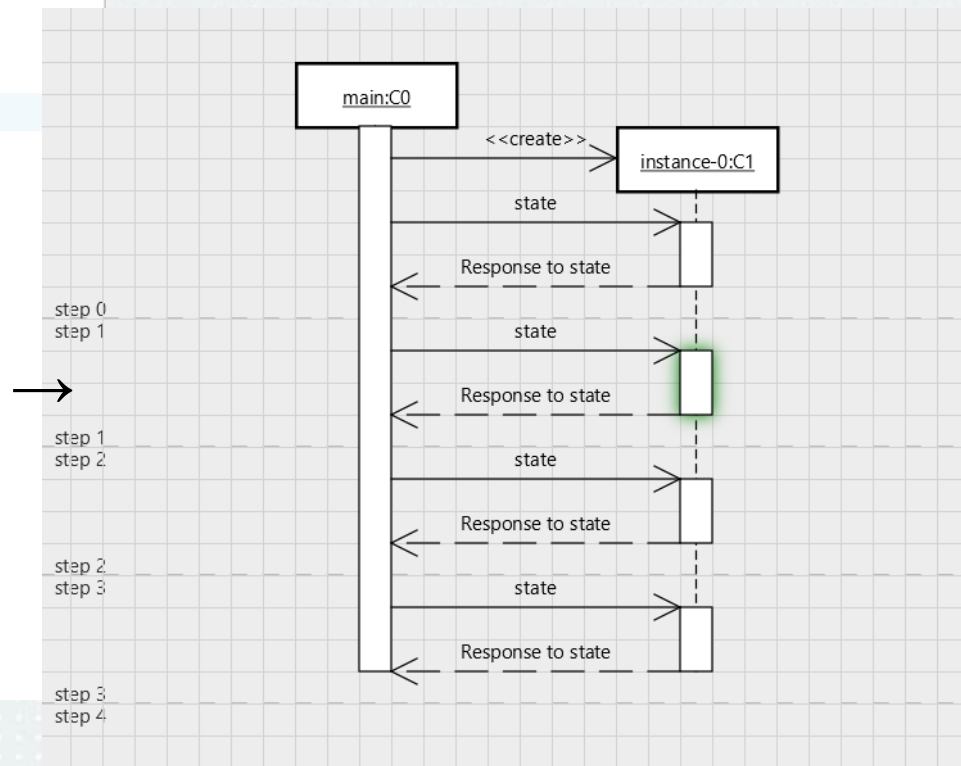 main:C0
<<create>>
instance-0:C1
state
Response to state
step 0
step 1
state
Response to state
step 1
step 2
state
Response to state
step 2
step 3
state
Response to state
step 3
step 4